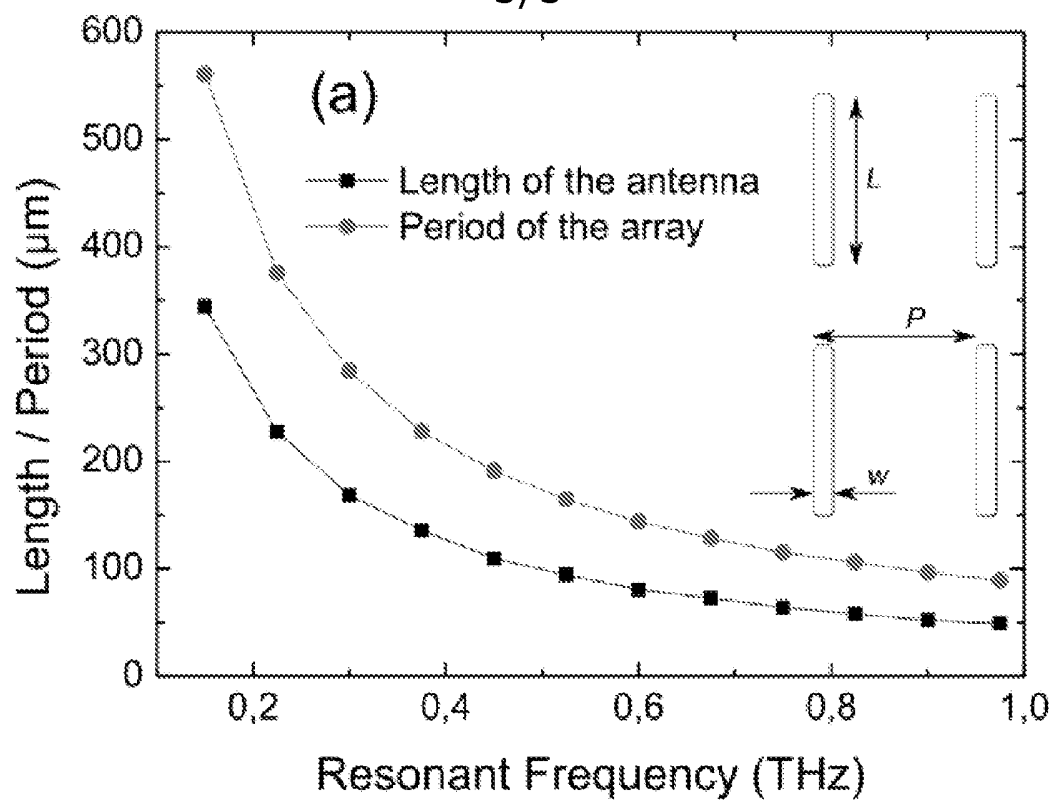 600
500
400
300
200
100
0
Length / Period (µm)
(a)
Length of the antenna
Period of the array
L
P
w
0,2 0,4 0,6 0,8 1,0
Resonant Frequency (THz)